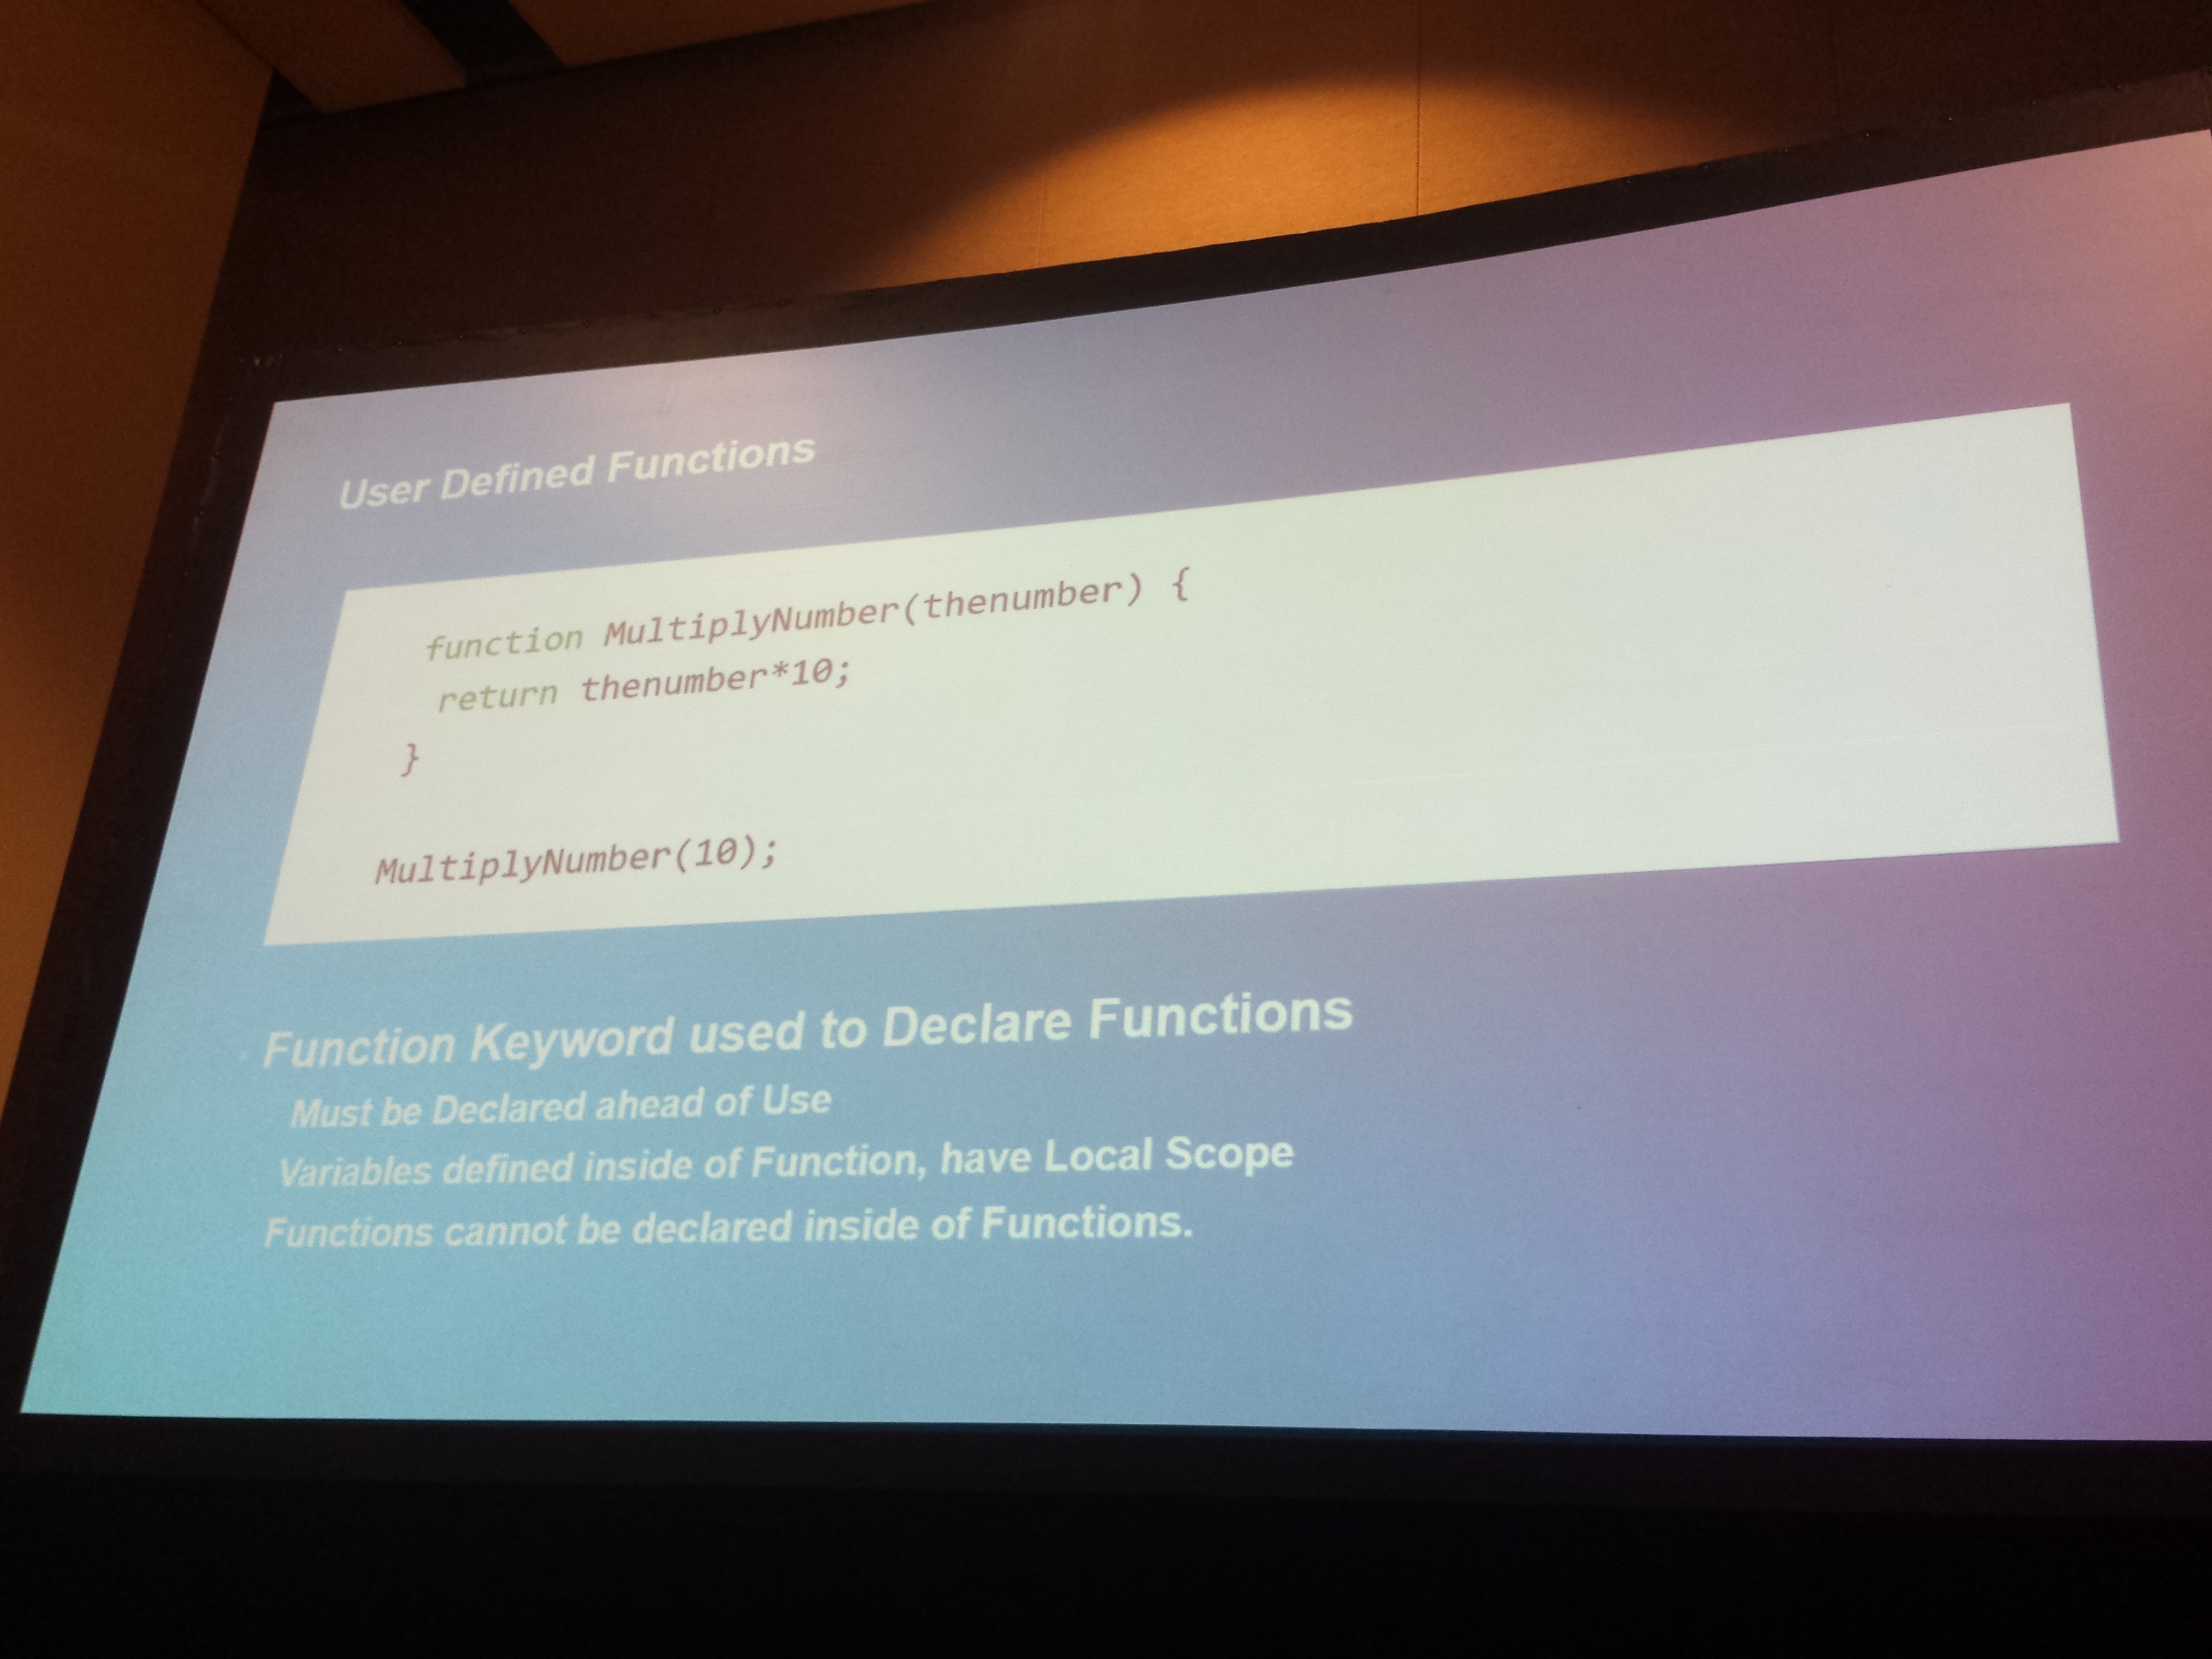 User Defined Functions
function MultiplyNumber(thenumber) {
return thenumber*10;
}
MultiplyNumber(10);
Function Keyword used to Declare Functions
Must be Declared ahead of Use
Variables defined inside of Function, have Local Scope
Functions cannot be declared inside of Functions.